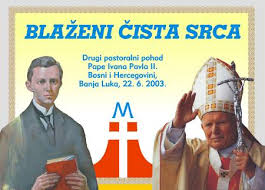 BLAŽENI ČISTA SRCA
Drugi pastoralni pohod
Pape Ivana Pavla II.
Bosni i Hercegovini,
Banja Luka, 22. 6. 2003.